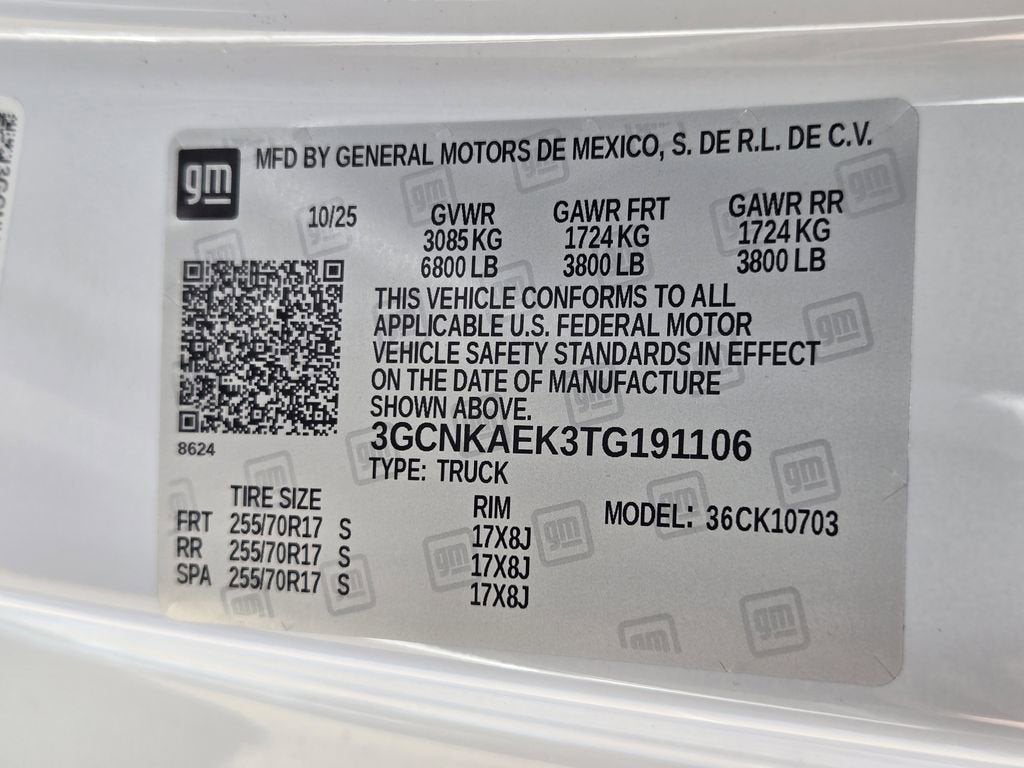 gm MFD BY GENERAL MOTORS DE MEXICO, S. DE R.L. DE C.V.
10/25 GVWR GAWR FRT GAWR RR
3085 KG 1724 KG 1724 KG
6800 LB 3800 LB 3800 LB
THIS VEHICLE CONFORMS TO ALL
APPLICABLE U.S. FEDERAL MOTOR
VEHICLE SAFETY STANDARDS IN EFFECT
ON THE DATE OF MANUFACTURE
SHOWN ABOVE.
8624
3GCNKAEK3TG191106
TYPE: TRUCK
TIRE SIZE RIM MODEL: 36CK10703
FRT 255/70R17 S 17X8J
RR 255/70R17 S 17X8J
SPA 255/70R17 S 17X8J